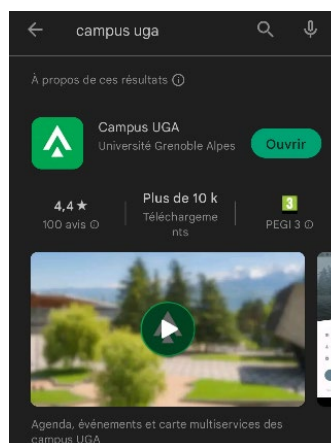 campus uga
À propos de ces résultats
Campus UGA
Université Grenoble Alpes
Ouvrir
4,4★
100 avis
Plus de 10 k
Téléchargeme
nts
3
PEGI 3
Agenda, événements et carte multiservices des
campus UGA